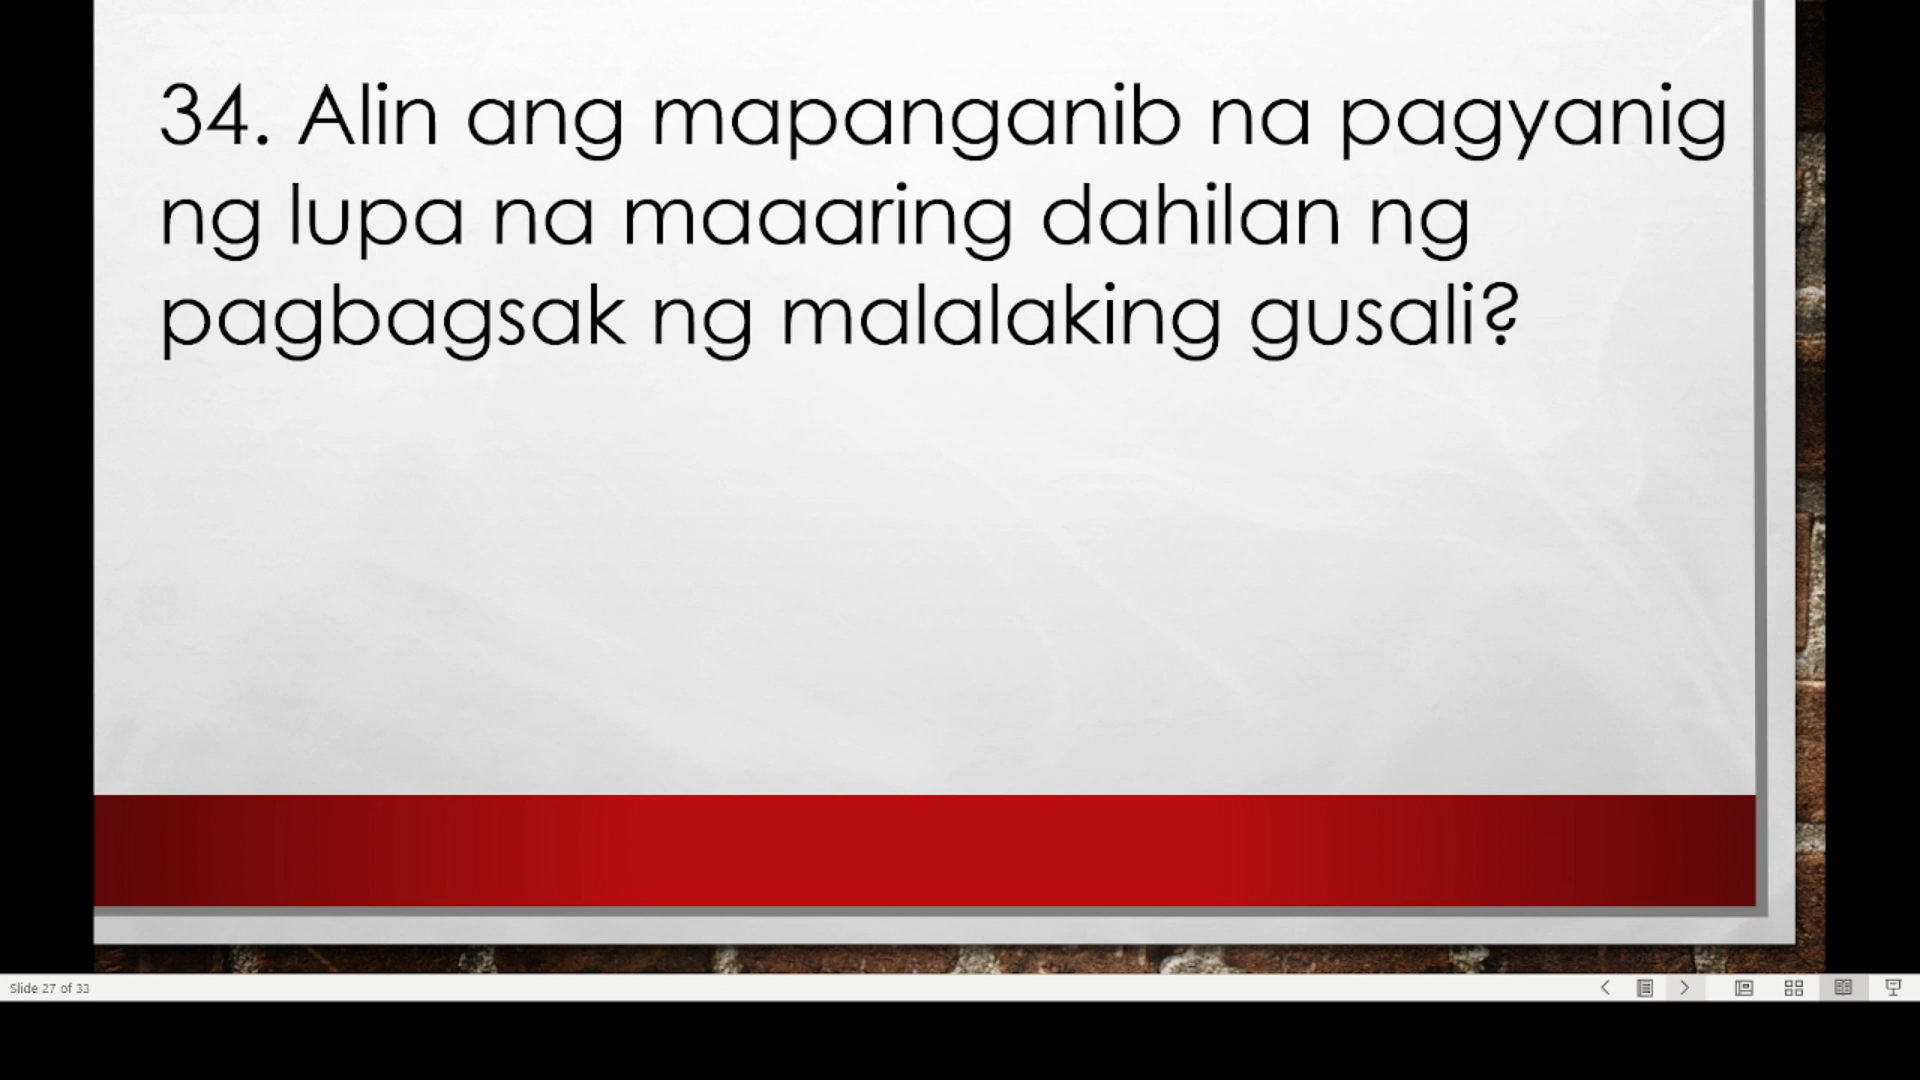 34. Alin ang mapanganib na pagyanig
ng lupa na maaaring dahilan ng
pagbagsak ng malalaking gusali?
Slide 27 of 33